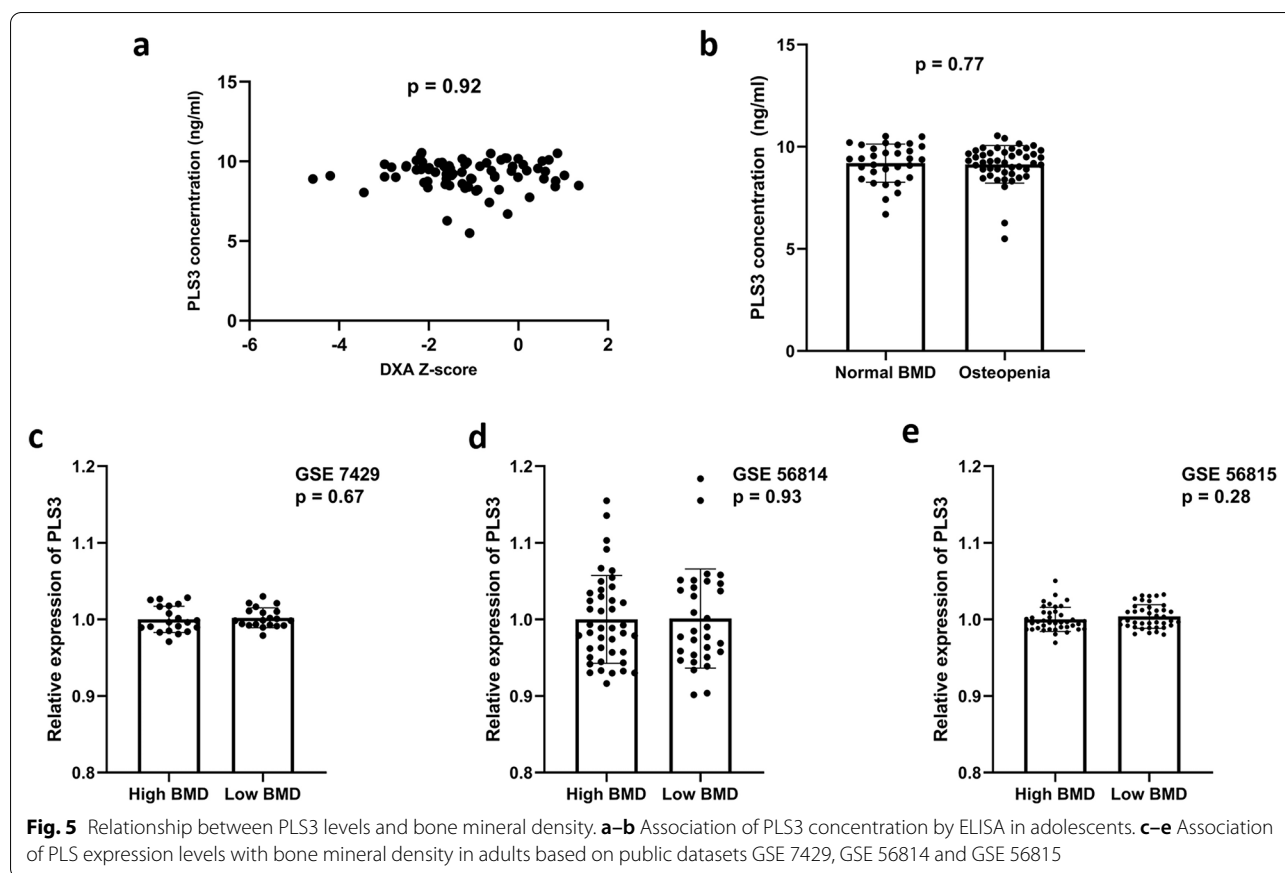 a
p = 0.92
PLS3 concerntration (ng/ml)
15
10
5
0
-6
-4
-2
0
2
DXA Z-score
b
p = 0.77
PLS3 concentration (ng/ml)
15
10
5
0
Normal BMD
Osteopenia
c
GSE 7429
p = 0.67
Relative expression of PLS3
1.2
1.1
1.0
0.9
0.8
High BMD
Low BMD
d
GSE 56814
p = 0.93
Relative expression of PLS3
1.2
1.1
1.0
0.9
0.8
High BMD
Low BMD
e
GSE 56815
p = 0.28
Relative expression of PLS3
1.2
1.1
1.0
0.9
0.8
High BMD
Low BMD
Fig. 5 Relationship between PLS3 levels and bone mineral density. a–b Association of PLS3 concentration by ELISA in adolescents. c–e Association
of PLS expression levels with bone mineral density in adults based on public datasets GSE 7429, GSE 56814 and GSE 56815